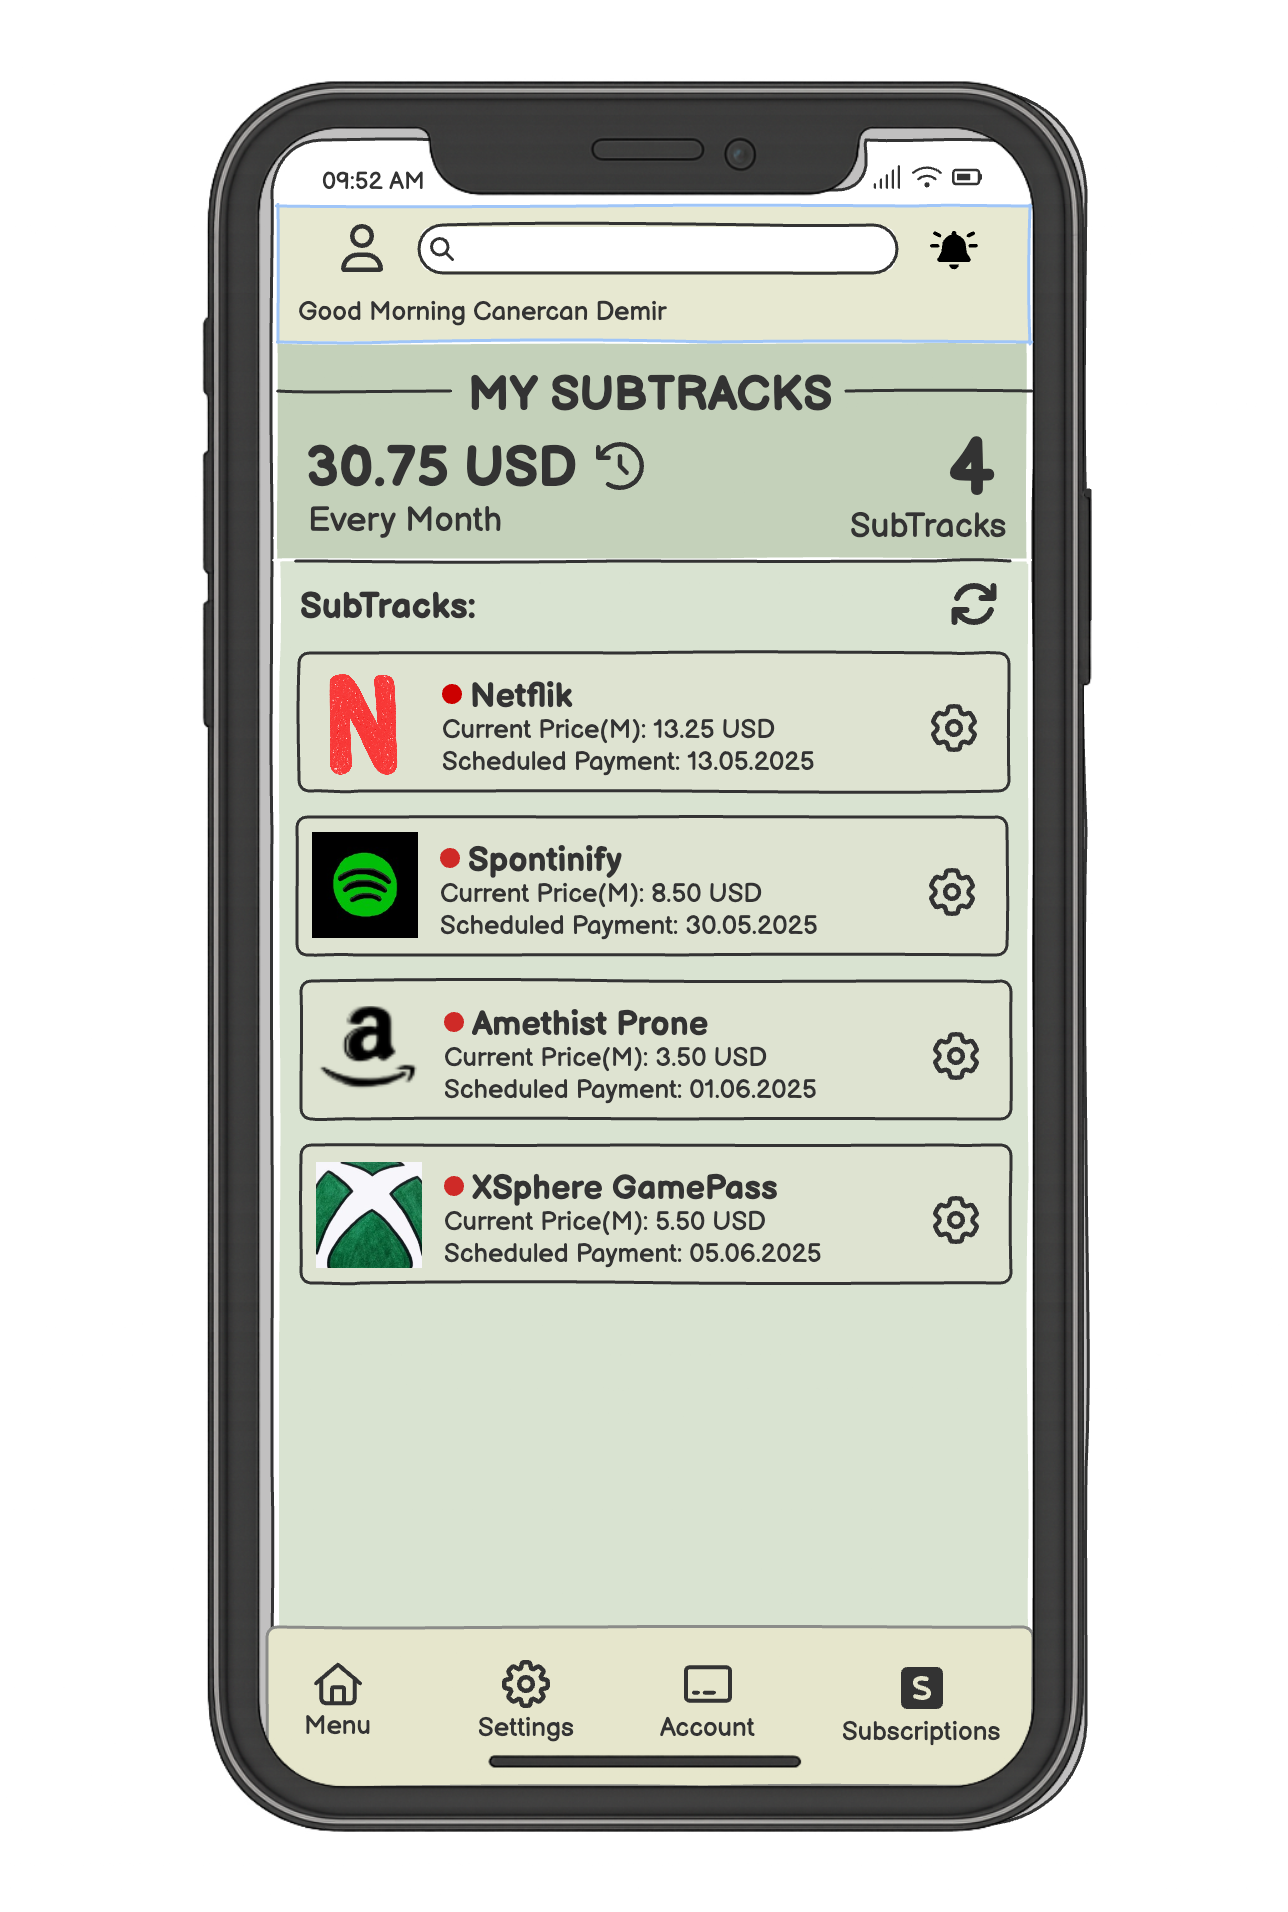 09:52 AM
Good Morning Canercan Demir
MY SUBTRACKS
30.75 USD
4
Every Month
SubTracks
SubTracks:
N
Netflik
Current Price(M): 13.25 USD
Scheduled Payment: 13.05.2025
Spontinify
Current Price(M): 8.50 USD
Scheduled Payment: 30.05.2025
a
Amethist Prone
Current Price(M): 3.50 USD
Scheduled Payment: 01.06.2025
XSphere GamePass
Current Price(M): 5.50 USD
Scheduled Payment: 05.06.2025
S
Menu
Settings
Account
Subscriptions